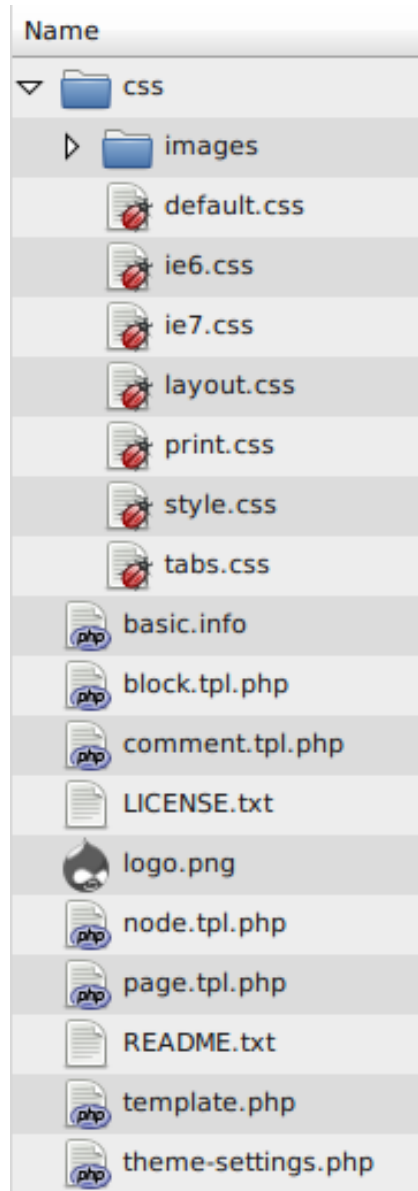 Name
css
images
default.css
ie6.css
ie7.css
layout.css
print.css
style.css
tabs.css
basic.info
block.tpl.php
comment.tpl.php
LICENSE.txt
logo.png
node.tpl.php
page.tpl.php
README.txt
template.php
theme-settings.php